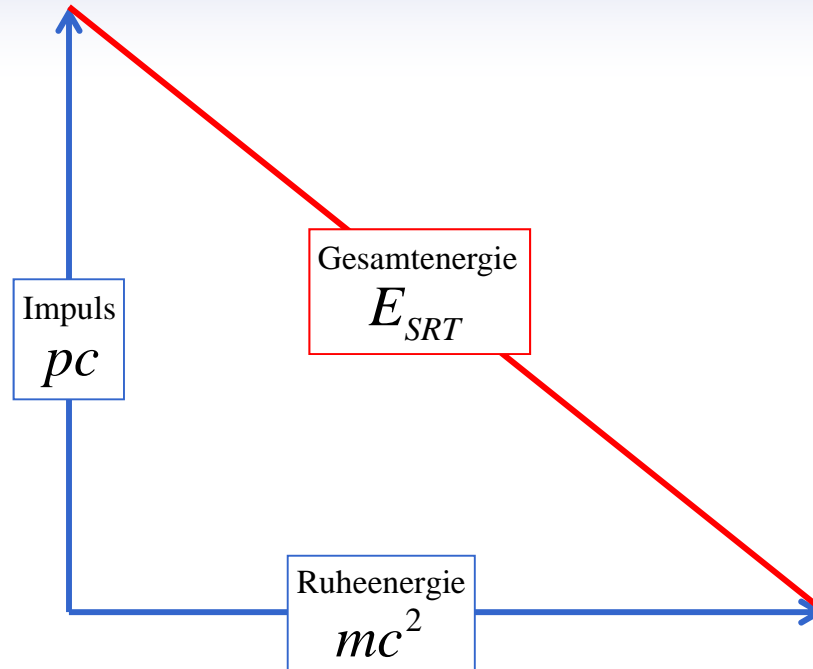 Gesamtenergie
E_SRT
Impuls
pc
Ruheenergie
mc²